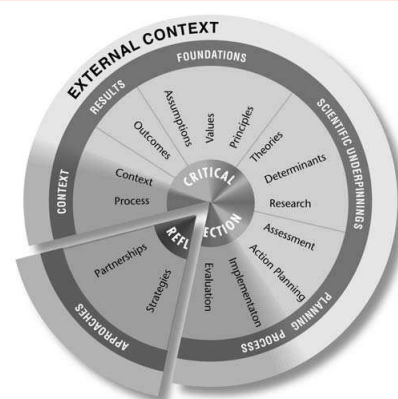 EXTERNAL CONTEXT
FOUNDATIONS
Assumptions
Values
Principles
SCIENTIFIC UNDERPINNINGS
Theories
Determinants
Research
PLANNING PROCESS
Assessment
Action Planning
Implementaton
Evaluation
APPROACHES
Strategies
Partnerships
CONTEXT
Process
Context
RESULTS
Outcomes
CRITICAL
REFLECTION